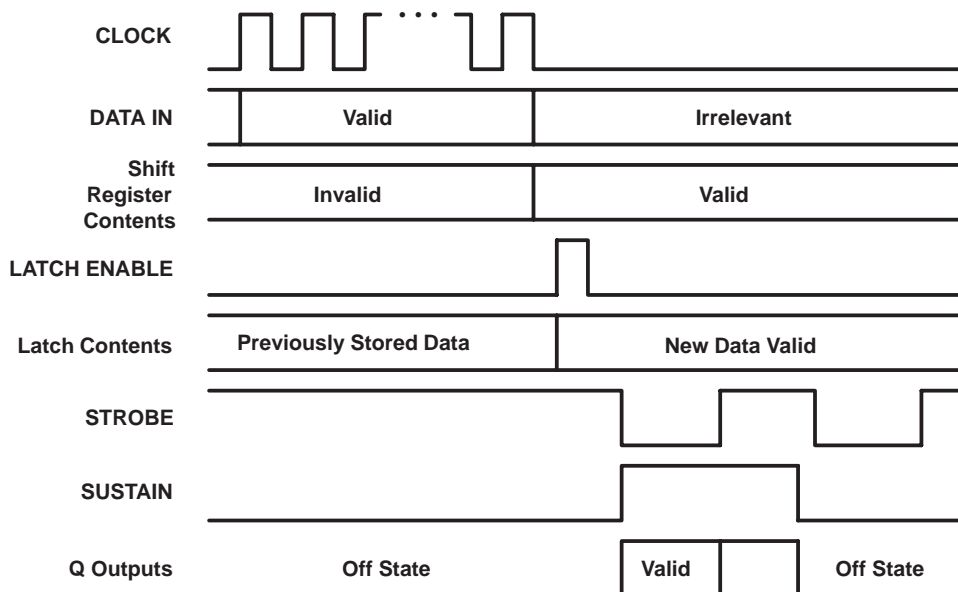 CLOCK
DATA IN
Valid
Irrelevant
Shift
Register
Contents
Invalid
Valid
LATCH ENABLE
Latch Contents
Previously Stored Data
New Data Valid
STROBE
SUSTAIN
Q Outputs
Off State
Valid
Off State